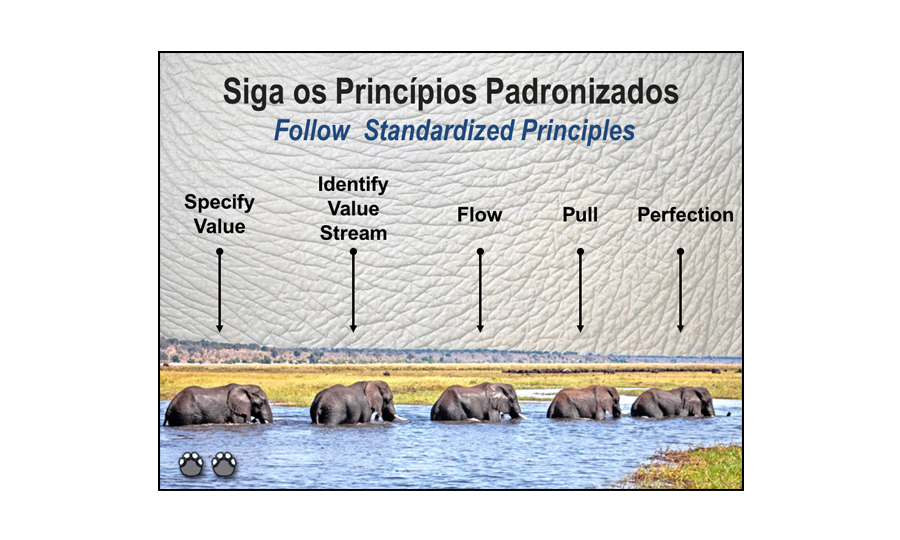 Siga os Princípios Padronizados
Follow Standardized Principles
Specify
Value
Identify
Value
Stream
Flow
Pull
Perfection